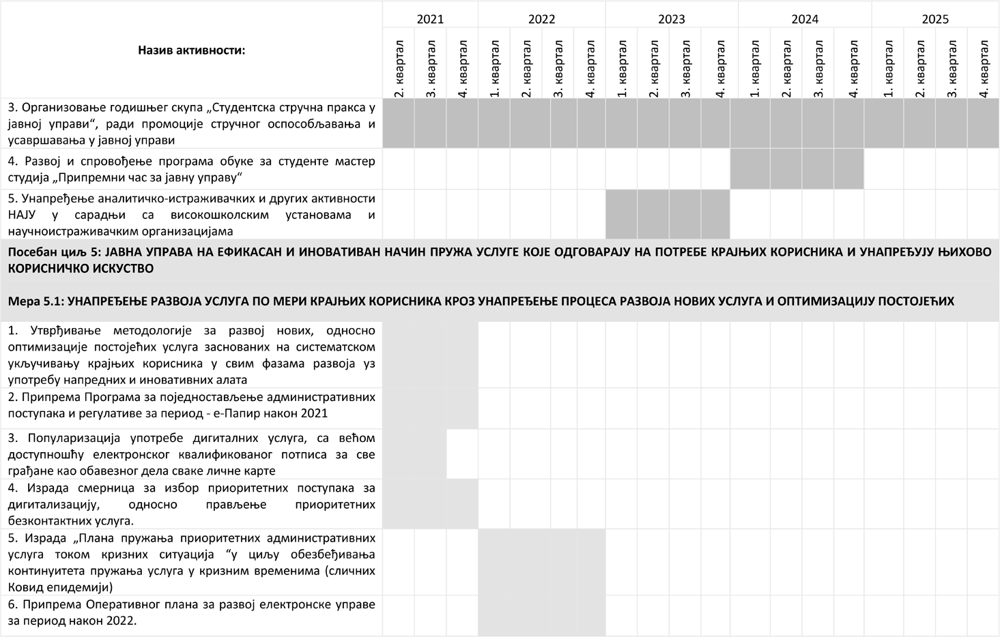 Назив активности:
2021
2022
2023
2024
2025
2. квартал
3. квартал
4. квартал
1. квартал
2. квартал
3. квартал
4. квартал
1. квартал
2. квартал
3. квартал
4. квартал
1. квартал
2. квартал
3. квартал
4. квартал
1. квартал
2. квартал
3. квартал
4. квартал
3. Организовање годишњег скупа „Студентска стручна пракса у
јавној управи“, ради промоције стручног оспособљавања и
усавршавања у јавној управи
4. Развој и спровођење програма обуке за студенте мастер
студија „Припремни час за јавну управу“
5. Унапређење аналитичко-истраживачких и других активности
НАЈУ у сарадњи са високошколским установама и
научноистраживачким организацијама
Посебан циљ 5: ЈАВНА УПРАВА НА ЕФИКАСАН И ИНОВАТИВАН НАЧИН ПРУЖА УСЛУГЕ КОЈЕ ОДГОВАРАЈУ НА ПОТРЕБЕ КРАЈЊИХ КОРИСНИКА И УНАПРЕЂУЈУ ЊИХОВО
КОРИСНИЧКО ИСКУСТВО
Мера 5.1: УНАПРЕЂЕЊЕ РАЗВОЈА УСЛУГА ПО МЕРИ КРАЈЊИХ КОРИСНИКА КРОЗ УНАПРЕЂЕЊЕ ПРОЦЕСА РАЗВОЈА НОВИХ УСЛУГА И ОПТИМИЗАЦИЈУ ПОСТОЈЕЋИХ
1. Утврђивање методологије за развој нових, односно
оптимизације постојећих услуга заснованих на систематском
укључивању крајњих корисника у свим фазама развоја уз
употребу напредних и иновативних алата
2. Припрема Програма за поједностављење административних
поступака и регулативе за период - е-Папир након 2021
3. Популаризација употребе дигиталних услуга, са већом
доступношћу електронског квалификованог потписа за све
грађане као обавезног дела сваке личне карте
4. Израда смерница за избор приоритетних поступака за
дигитализацију, односно прављење приоритетних
безконтактних услуга.
5. Израда „Плана пружања приоритетних административних
услуга током кризних ситуација “у циљу обезбеђивања
континуитета пружања услуга у кризним временима (сличних
Ковид епидемији)
6. Припрема Оперативног плана за развој електронске управе
за период након 2022.